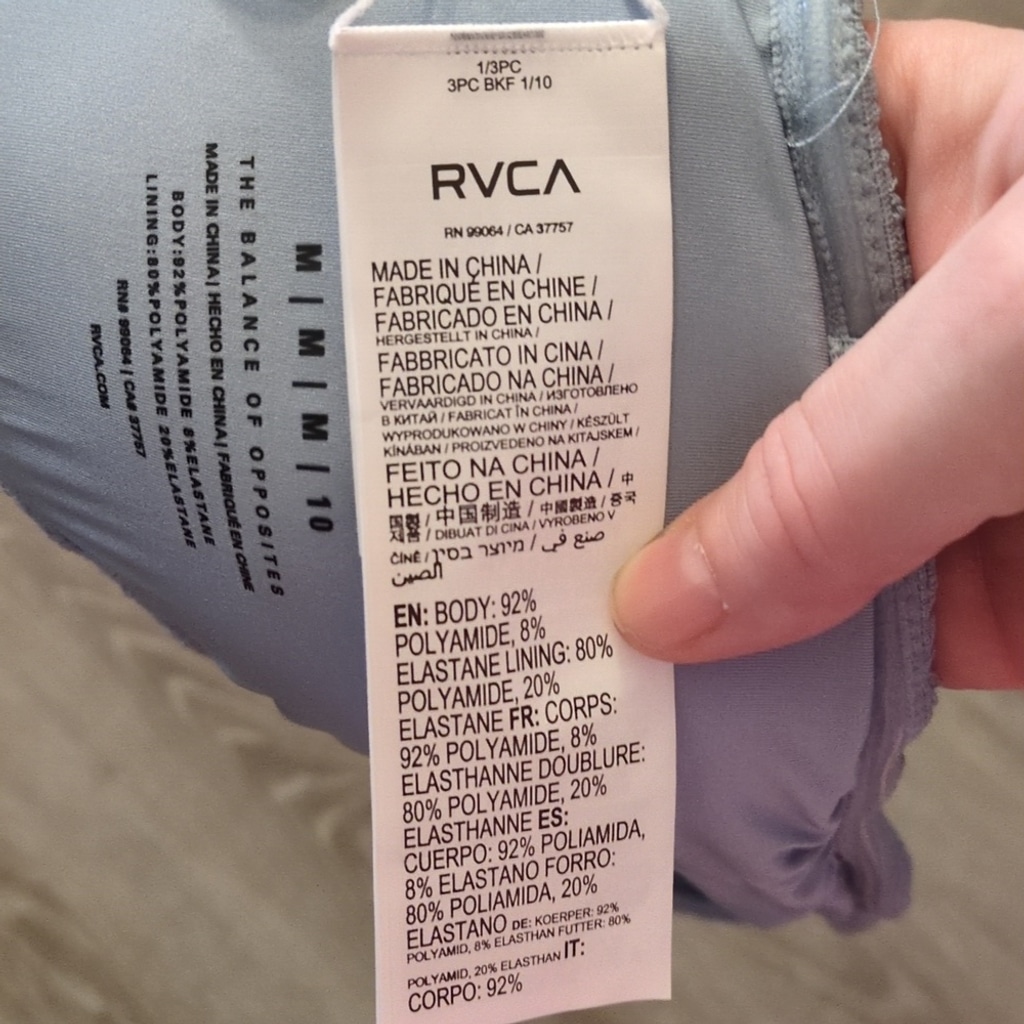 1/3PC
3PC BKF 1/10
RVCA
RN 99064 / CA 37757
MADE IN CHINA /
FABRIQUÉ EN CHINE /
FABRICADO EN CHINA /
HERGESTELLT IN CHINA /
FABBRICATO IN CINA /
FABRICADO NA CHINA /
VERVAARDIGD IN CHINA / ИЗГОТОВЛЕНО
В КИТАЙ / FABRICAT ÎN CHINA /
WYPRODUKOWANO W CHINY / KÉSZÜLT
KÍNÁBAN / PROIZVEDENO NA KITAJSKEM /
FEITO NA CHINA /
HECHO EN CHINA / 中
国製 / 中国制造 / 中國製造 / 중국
제품 / DIBUAT DI CINA / VYROBENO V
ČÍNĚ / מיוצר בסין / صنع في
الصين
EN: BODY: 92%
POLYAMIDE, 8%
ELASTANE LINING: 80%
POLYAMIDE, 20%
ELASTANE FR: CORPS:
92% POLYAMIDE, 8%
ELASTHANNE DOUBLURE:
80% POLYAMIDE, 20%
ELASTHANNE ES:
CUERPO: 92% POLIAMIDA,
8% ELASTANO FORRO:
80% POLIAMIDA, 20%
ELASTANO DE: KOERPER: 92%
POLYAMID, 8% ELASTHAN FUTTER: 80%
POLYAMID, 20% ELASTHAN IT:
CORPO: 92%
M | M | M | 10
THE BALANCE OF OPPOSITES
MADE IN CHINA | HECHO EN CHINA | FABRIQUÉ EN CHINE
BODY:92%POLYAMIDE 8%ELASTANE
LINING:80%POLYAMIDE 20%ELASTANE
RN# 99064 | CA# 37757
RVCA.COM